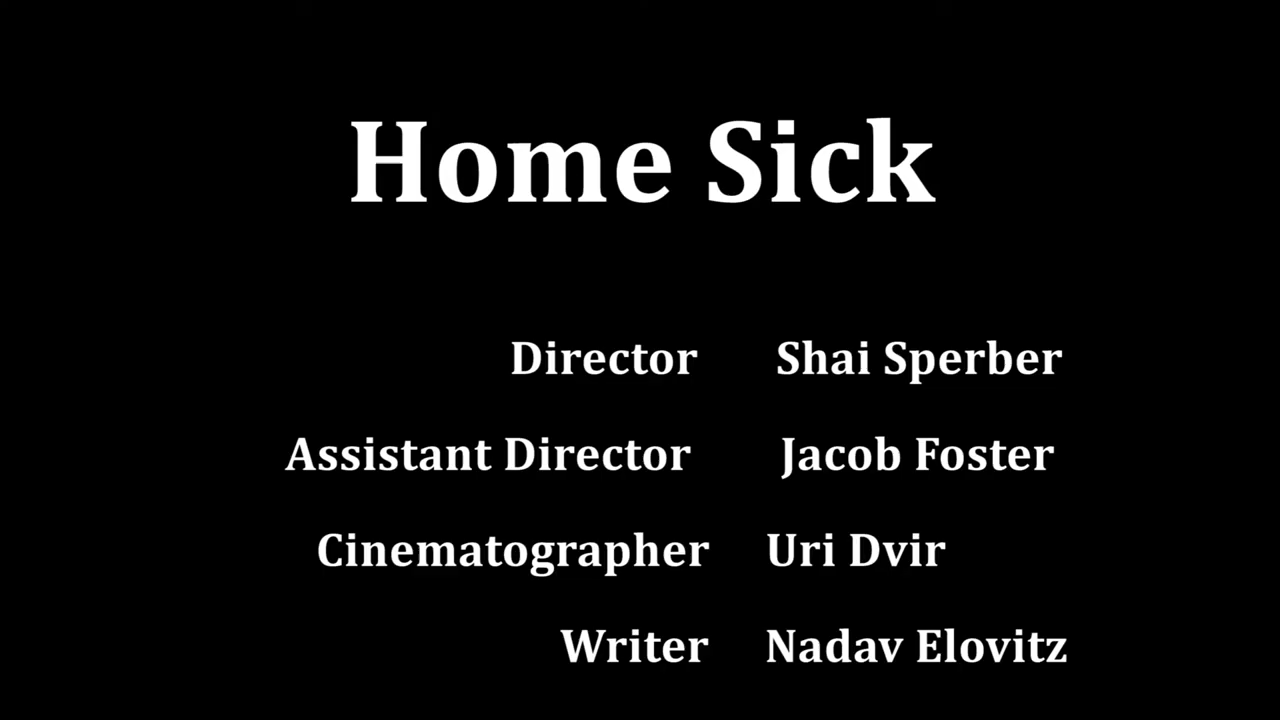 Home Sick
Director Shai Sperber
Assistant Director Jacob Foster
Cinematographer Uri Dvir
Writer Nadav Elovitz